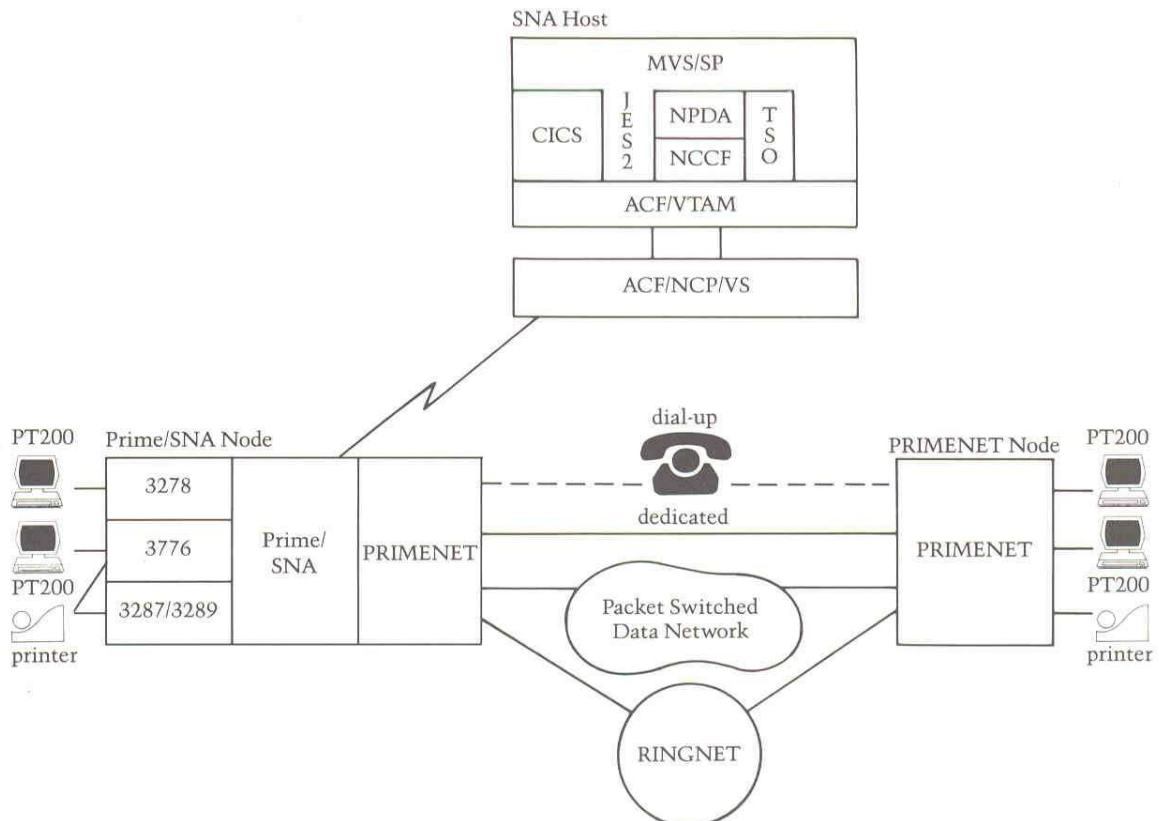 SNA Host
MVS/SP
CICS
JES2
NPDA
NCCF
TSO
ACF/VTAM
ACF/NCP/VS
PT200
Prime/SNA Node
3278
3776
3287/3289
PT200
printer
Prime/
SNA
PRIMENET
dial-up
dedicated
Packet Switched
Data Network
RINGNET
PRIMENET Node
PRIMENET
PT200
PT200
printer